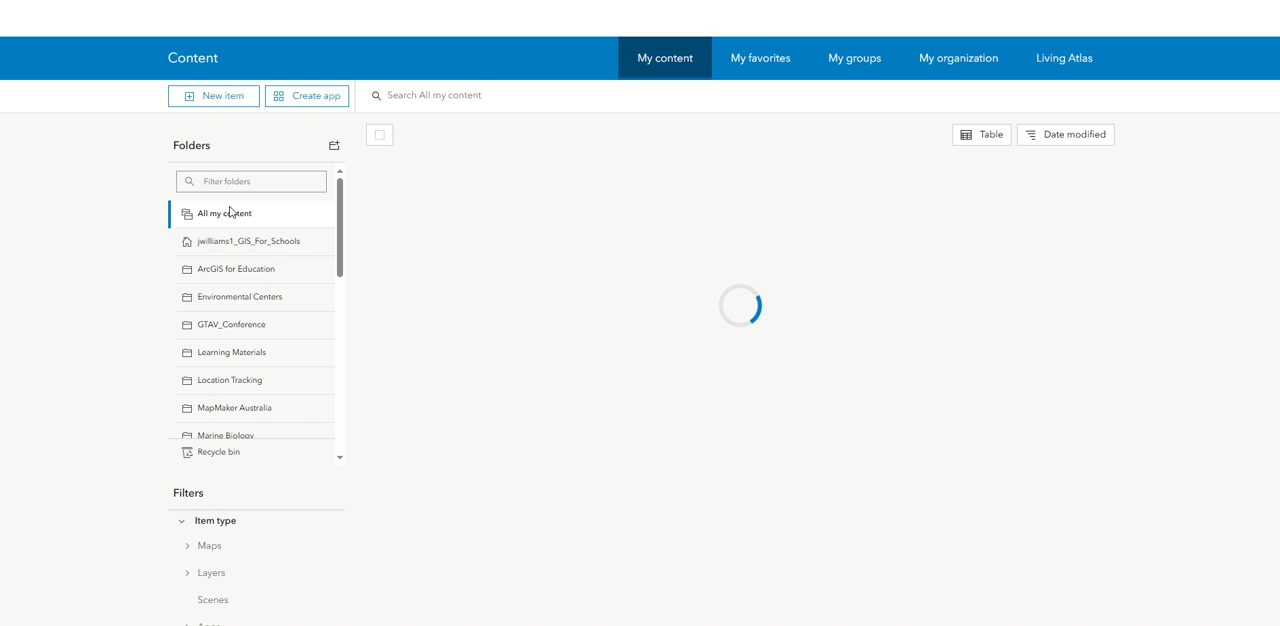 Content
My content
My favorites
My groups
My organization
Living Atlas
New item
Create app
Search All my content
Folders
Table
Date modified
Filter folders
All my content
jwilliams1_GIS_For_Schools
ArcGIS for Education
Environmental Centers
GTAV_Conference
Learning Materials
Location Tracking
MapMaker Australia
Marine Biology
Recycle bin
Filters
Item type
Maps
Layers
Scenes